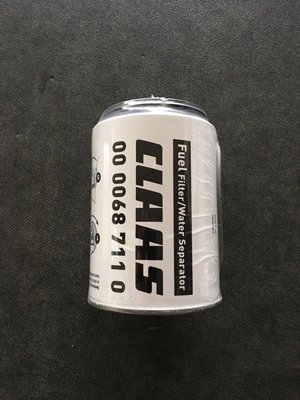 Fuel Filter/Water Separator
CLAAS
00 0068 711 0